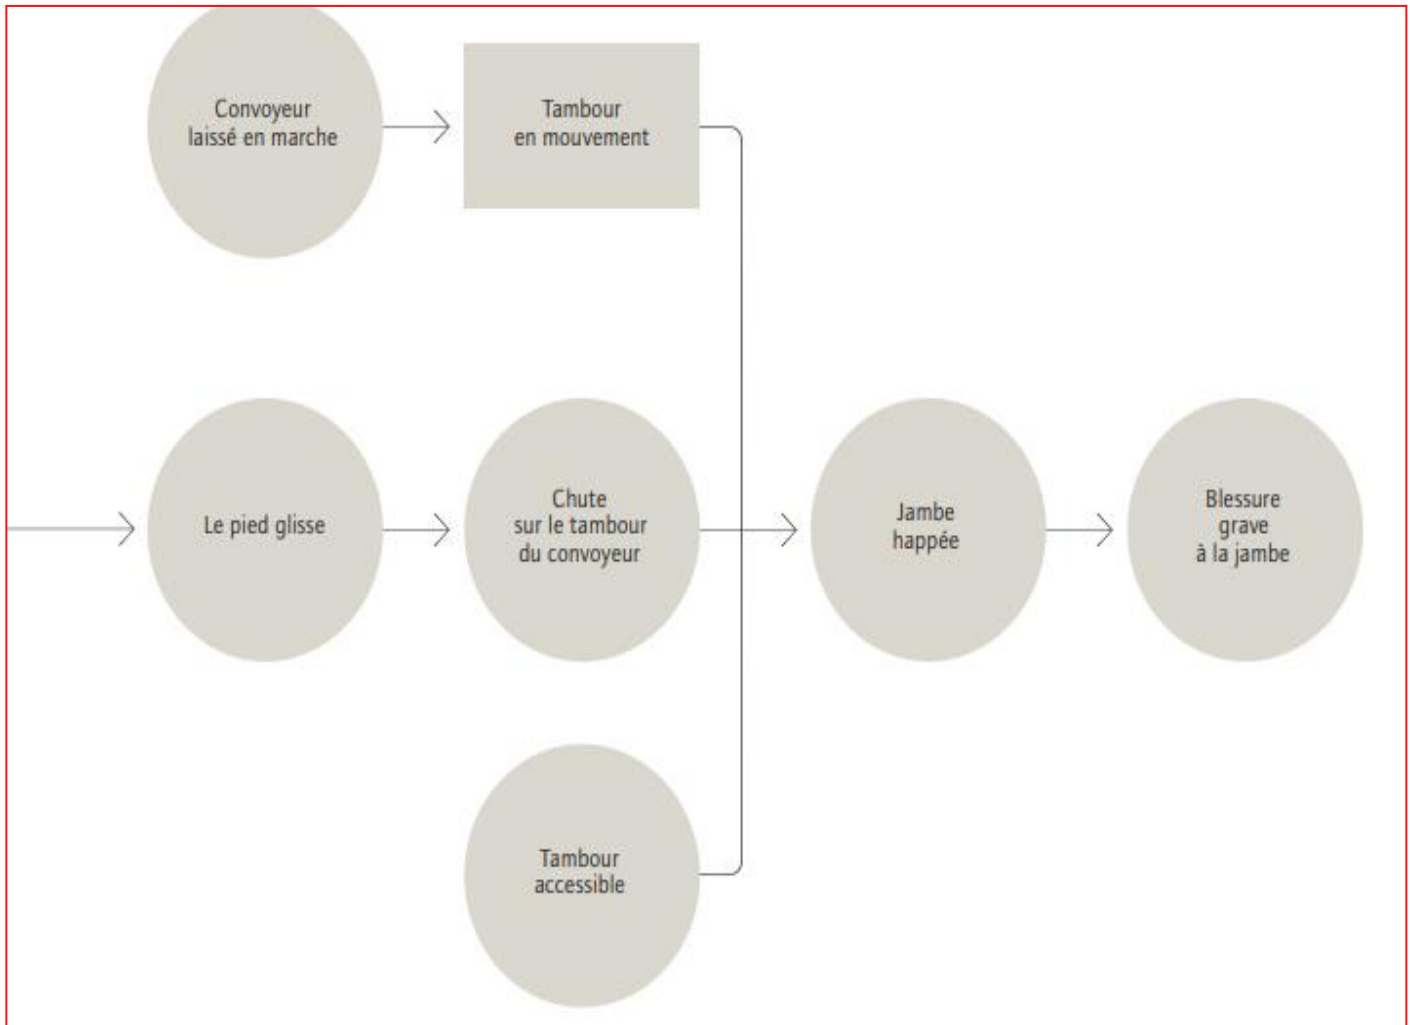 Convoyeur
laissé en marche
Tambour
en mouvement
Le pied glisse
Chute
sur le tambour
du convoyeur
Jambe
happée
Blessure
grave
à la jambe
Tambour
accessible